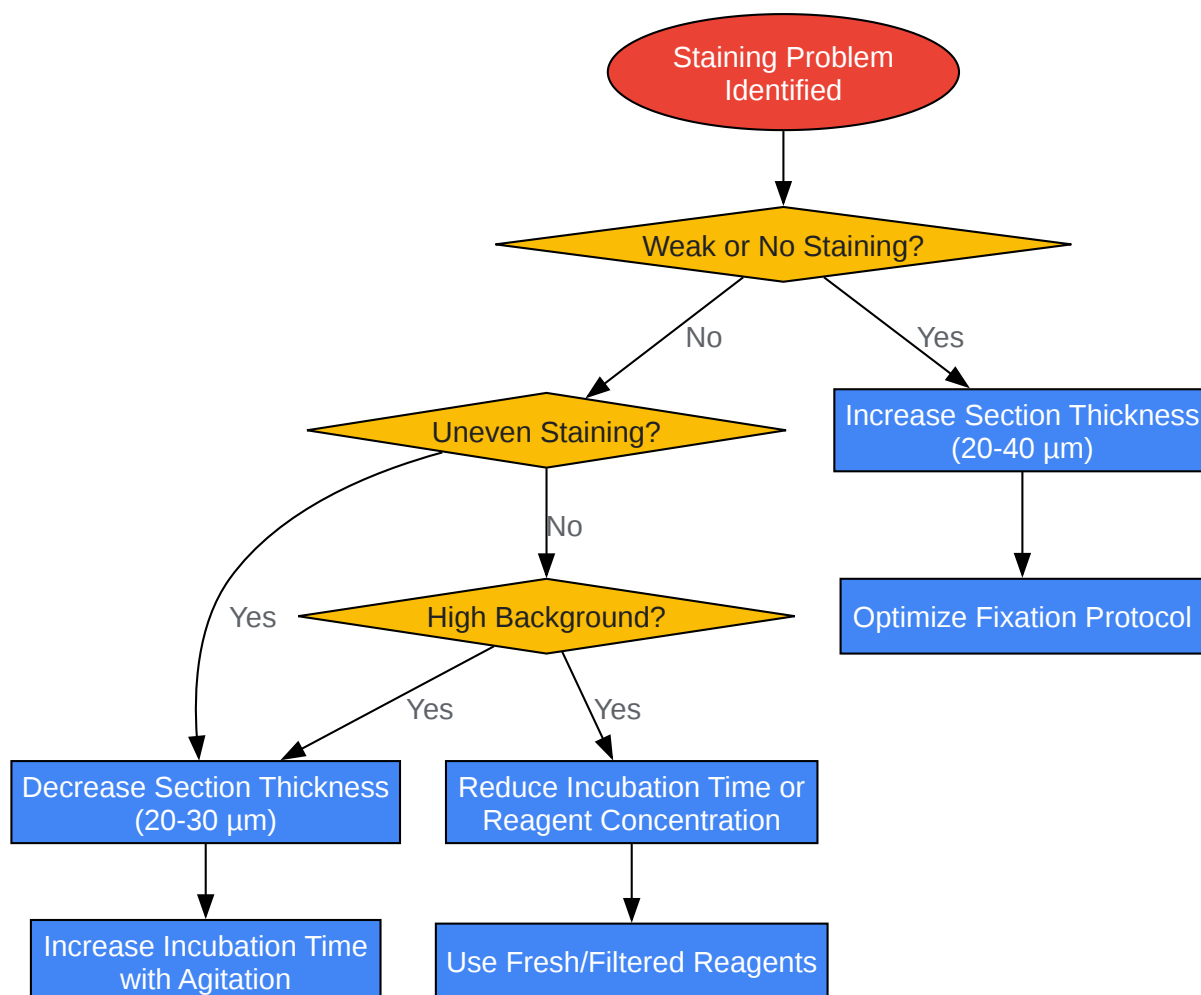 Staining Problem
Identified
Weak or No Staining?
No
Yes
Uneven Staining?
Increase Section Thickness
(20-40 µm)
No
Yes
High Background?
Optimize Fixation Protocol
Yes
Yes
Decrease Section Thickness
(20-30 µm)
Reduce Incubation Time or
Reagent Concentration
Increase Incubation Time
with Agitation
Use Fresh/Filtered Reagents